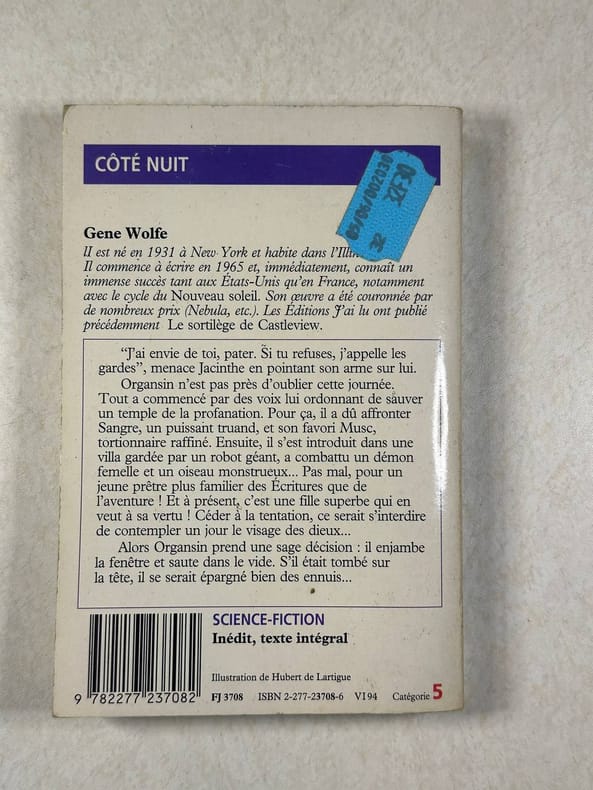 CÔTÉ NUIT
05/06/002030
32F30
32
Gene Wolfe
Il est né en 1931 à New York et habite dans
Il commence à écrire en 1965 et, immédiatement, connaît un
immense succès tant aux États-Unis qu'en France, notamment
avec le cycle du Nouveau soleil. Son œuvre a été couronnée par
de nombreux prix (Nebula, etc.). Les Éditions J'ai lu ont publié
précédemment Le sortilège de Castleview.
“J'ai envie de toi, pater. Si tu refuses, j'appelle les
gardes”, menace Jacinthe en pointant son arme sur lui.
Organsin n'est pas près d'oublier cette journée.
Tout a commencé par des voix lui ordonnant de sauver
un temple de la profanation. Pour ça, il a dû affronter
Sangre, un puissant truand, et son favori Musc,
tortionnaire raffiné. Ensuite, il s'est introduit dans une
villa gardée par un robot géant, a combattu un démon
femelle et un oiseau monstrueux... Pas mal, pour un
jeune prêtre plus familier des Écritures que de
l'aventure ! Et à présent, c'est une fille superbe qui en
veut à sa vertu ! Céder à la tentation, ce serait s'interdire
de contempler un jour le visage des dieux...
Alors Organsin prend une sage décision : il enjambe
la fenêtre et saute dans le vide. S'il était tombé sur
la tête, il se serait épargné bien des ennuis...
SCIENCE-FICTION
Inédit, texte intégral
Illustration de Hubert de Lartigue
9 782277 237082 FJ 3708 ISBN 2-277-23708-6 VI 94 Catégorie 5